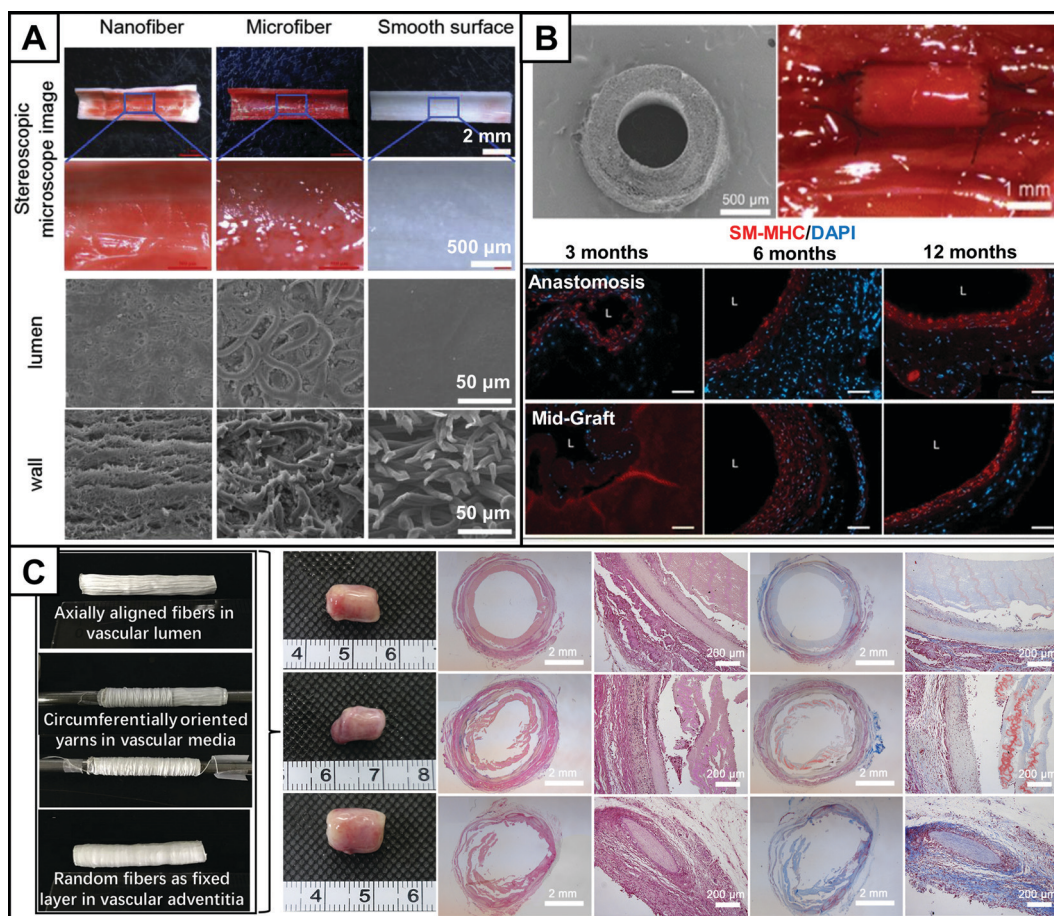 A
Nanofiber
Microfiber
Smooth surface
Stereoscopic
microscope image
2 mm
500 μm
lumen
50 μm
wall
50 μm
B
500 μm
1 mm
SM-MHC/DAPI
3 months
6 months
12 months
Anastomosis
L
L
L
Mid-Graft
L
L
L
C
Axially aligned fibers in
vascular lumen
Circumferentially oriented
yarns in vascular media
Random fibers as fixed
layer in vascular adventitia
4 5 6
2 mm
200 μm
2 mm
200 μm
6 7 8
2 mm
200 μm
2 mm
200 μm
4 5 6
2 mm
200 μm
2 mm
200 μm